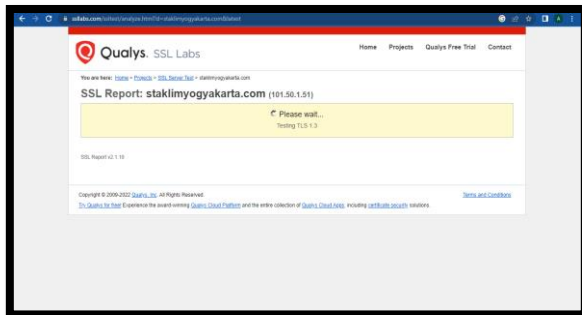 ssllabs.com/ssltest/analyze.html?d=staklimyogyakarta.com&latest
Qualys. SSL Labs
Home Projects Qualys Free Trial Contact
You are here: Home > Projects > SSL Server Test > staklimyogyakarta.com
SSL Report: staklimyogyakarta.com (101.50.1.51)
Please wait...
Testing TLS 1.3
SSL Report v2.1.10
Copyright © 2009-2022 Qualys, Inc. All Rights Reserved.
Terms and Conditions
Try Qualys for free! Experience the award-winning Qualys Cloud Platform and the entire collection of Qualys Cloud Apps, including certificate security solutions.